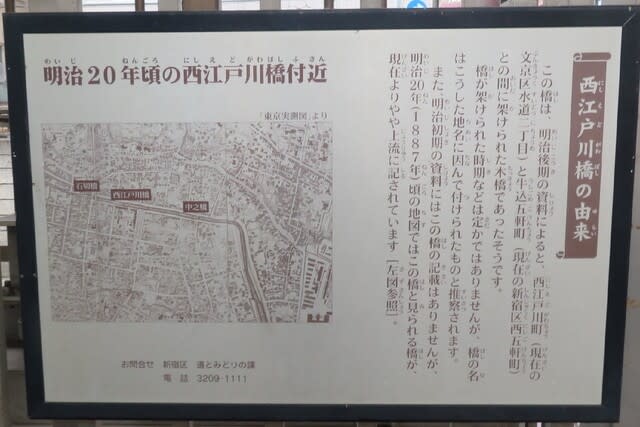 西江戸川橋の由来
この橋は、明治後期の資料によると、西江戸川町（現在の
文京区水道二丁目）と牛込五軒町（現在の新宿区西五軒町）
との間に架けられた木橋であったそうです。
橋が架けられた時期などは定かではありませんが、橋の名
はこうした地名に因んで付けられたものと推察されます。
また、明治初期の資料にはこの橋の記載はありませんが、
明治20年（1887年）頃の地図ではこの橋と見られる橋が、
現在よりやや上流に記されています［左図参照］。
明治20年頃の西江戸川橋付近
「東京実測図」より
石切橋
西江戸川橋
中之橋
お問合せ 新宿区 道とみどりの課
電 話 3209-1111